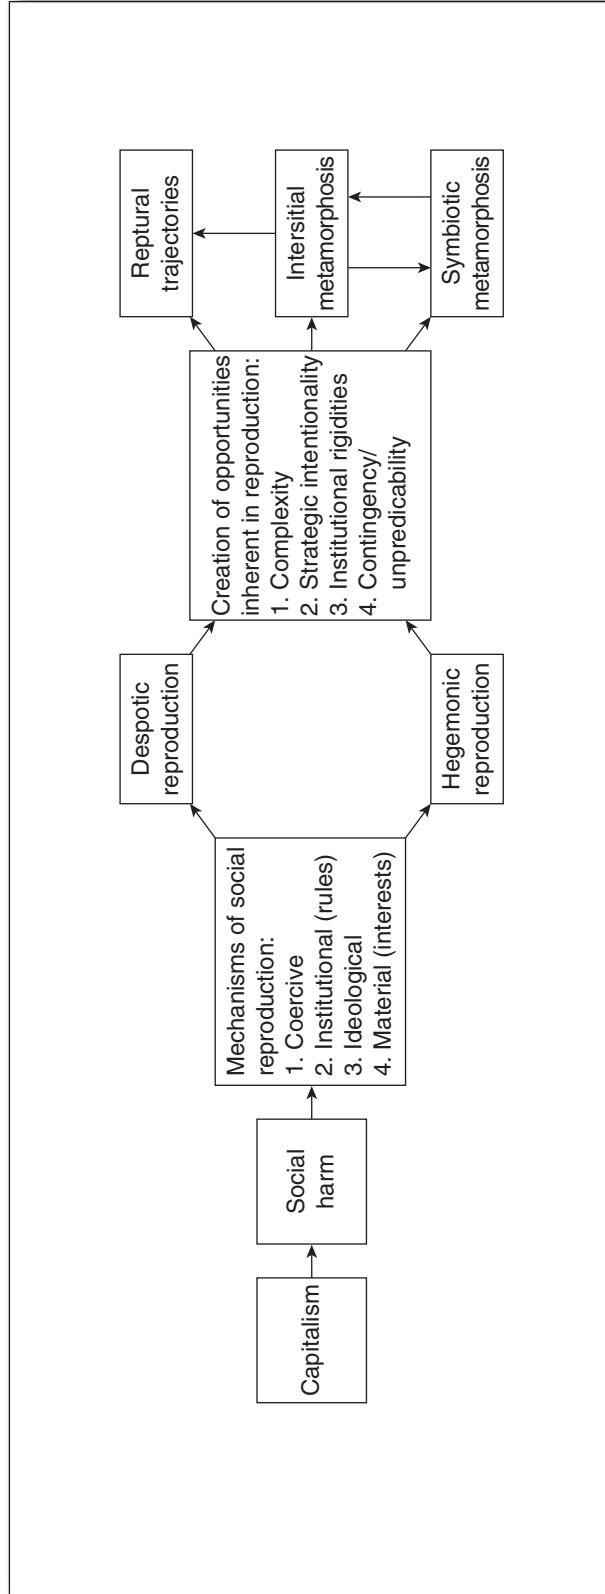 Capitalism
Social
harm
Mechanisms of social
reproduction:
1. Coercive
2. Institutional (rules)
3. Ideological
4. Material (interests)
Despotic
reproduction
Hegemonic
reproduction
Creation of opportunities
inherent in reproduction:
1. Complexity
2. Strategic intentionality
3. Institutional rigidities
4. Contingency/
unpredicability
Reptural
trajectories
Intersitial
metamorphosis
Symbiotic
metamorphosis